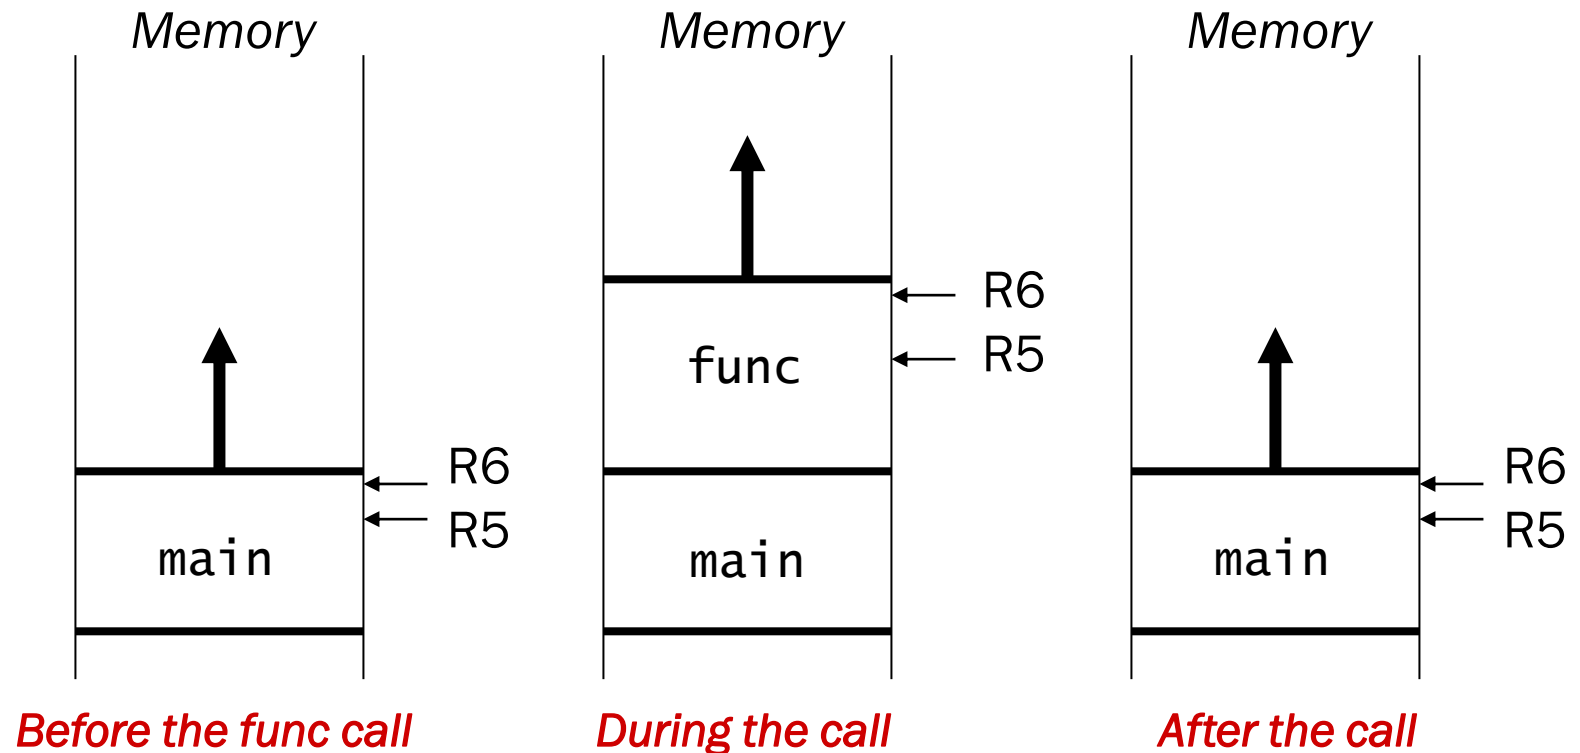 Memory
Memory
Memory
R6
R5
func
R6
R5
main
main
R6
R5
main
Before the func call
During the call
After the call